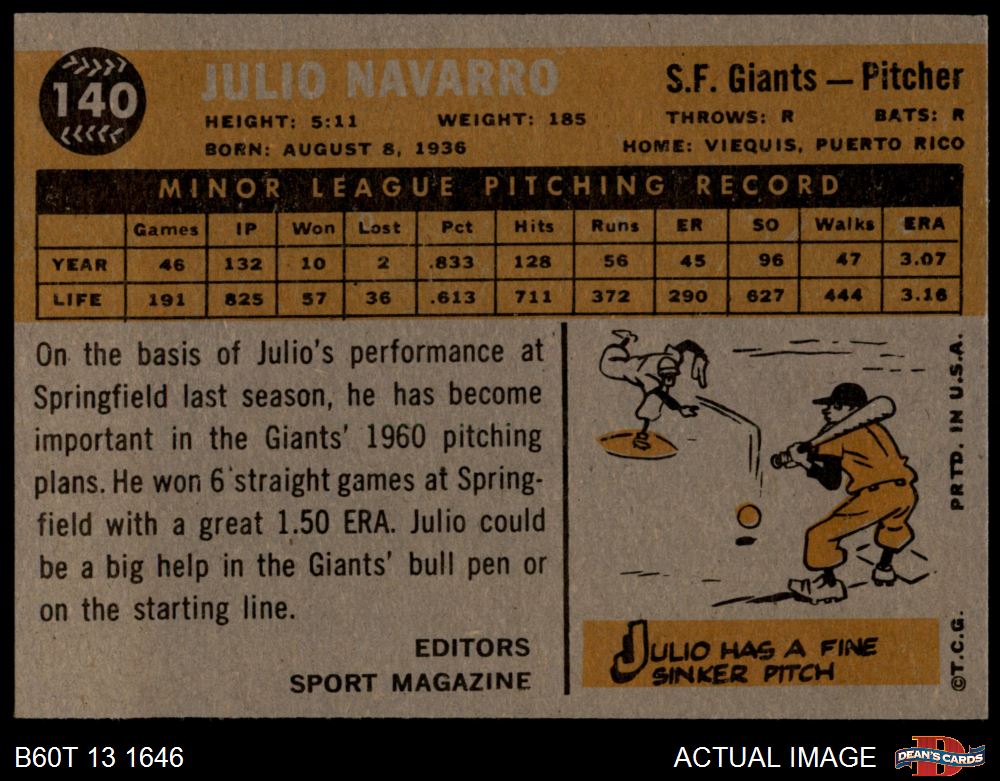 140
JULIO NAVARRO
S.F. Giants — Pitcher
HEIGHT: 5:11 WEIGHT: 185 THROWS: R BATS: R
BORN: AUGUST 8, 1936 HOME: VIEQUIS, PUERTO RICO
MINOR LEAGUE PITCHING RECORD
Games IP Won Lost Pct Hits Runs ER SO Walks ERA
YEAR 46 132 10 2 .833 128 56 45 96 47 3.07
LIFE 191 825 57 36 .613 711 372 290 627 444 3.16
On the basis of Julio's performance at
Springfield last season, he has become
important in the Giants' 1960 pitching
plans. He won 6 straight games at Spring-
field with a great 1.50 ERA. Julio could
be a big help in the Giants' bull pen or
on the starting line.
EDITORS
SPORT MAGAZINE
JULIO HAS A FINE
SINKER PITCH
PRTD. IN U.S.A.
©T.C.G.
B60T 13 1646
ACTUAL IMAGE
D
DEAN'S CARDS